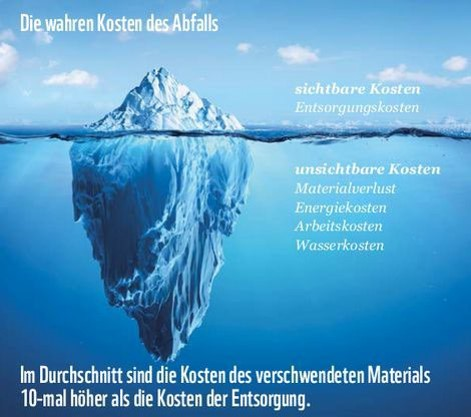 Die wahren Kosten des Abfalls
sichtbare Kosten
Entsorgungskosten
unsichtbare Kosten
Materialverlust
Energiekosten
Arbeitskosten
Wasserkosten
Im Durchschnitt sind die Kosten des verschwendeten Materials
10-mal höher als die Kosten der Entsorgung.